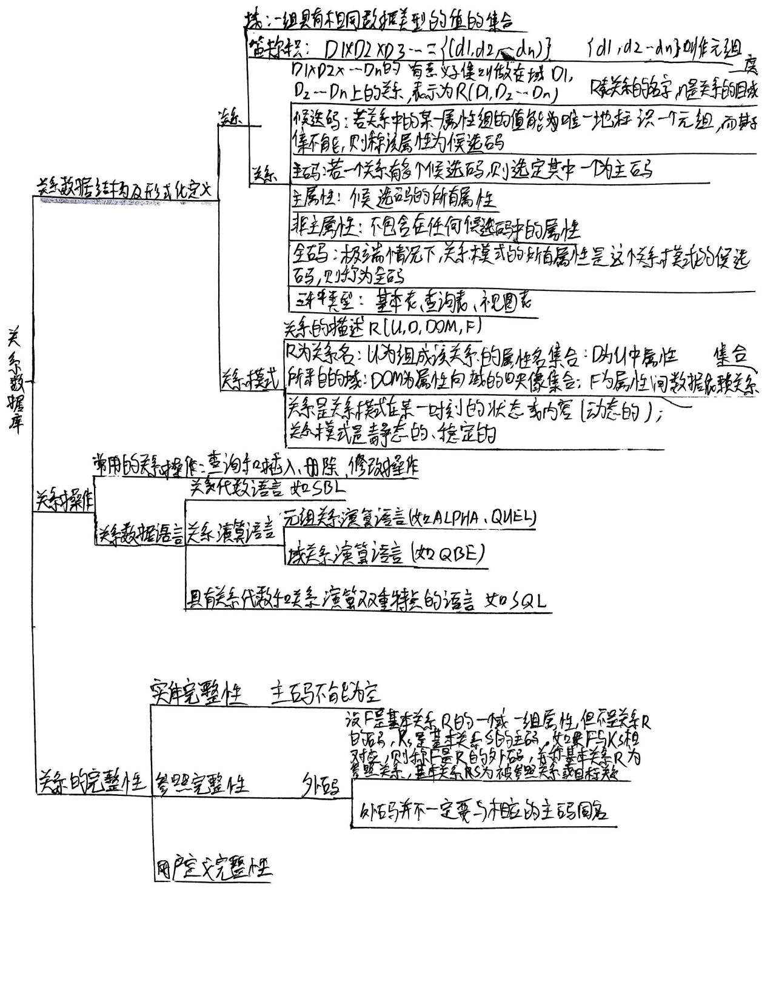 域：一组具有相同数据类型的值的集合
笛卡尔积： D1×D2×D3…={(d1,d2,…dn)} {d1,d2…dn}叫作元组
D1×D2×…Dn的 有意义子集叫做在域D1,
D2…Dn上的关系,表示为R(D1,D2…Dn) R表关系的名字,n是关系的目或
度
关系
候选码：若关系中的某一属性组的值能为唯一地标识一个元组,而其子
集不能,则称该属性为候选码
关系
主码:若一个关系有多个候选码,则选定其中一个为主码
关系数据结构及形式化定义
主属性：候选码的所有属性
非主属性：不包含在任何候选码中的属性
全码：极端情况下,关系模式的所有属性是这个关系模式的候选
码,则称为全码
三种类型：基本表、查询表、视图表
关系的描述R(U,D,DOM,F)
R为关系名：U为组成该关系的属性名集合：D为U中属性 集合
所来自的域：DOM为属性向域的映像集合；F为属性间数据依赖关系
关系模式
关系是关系模式在某一时刻的状态或内容(动态的)；
关系模式是静态的、稳定的
关系数据库
常用的关系操作：查询和插入、删除、修改操作
关系操作
关系代数语言 如SBL
关系数据语言
关系演算语言
元组关系演算语言(如ALPHA、QUEL)
域关系演算语言(如QBE)
具有关系代数和关系演算双重特点的语言 如SQL
实体完整性 主码不能为空
设F是基本关系R的一 一组属性,但不是关系R
的码,Ks是基本关系S的主码,如果F与Ks相
对应,则称F是R的外码,并称基本关系R为
参照关系,基本关系RS为被参照关系或目标关系
关系的完整性
参照完整性 外码
外码并不一定要与相应的主码同名
用户定义完整性